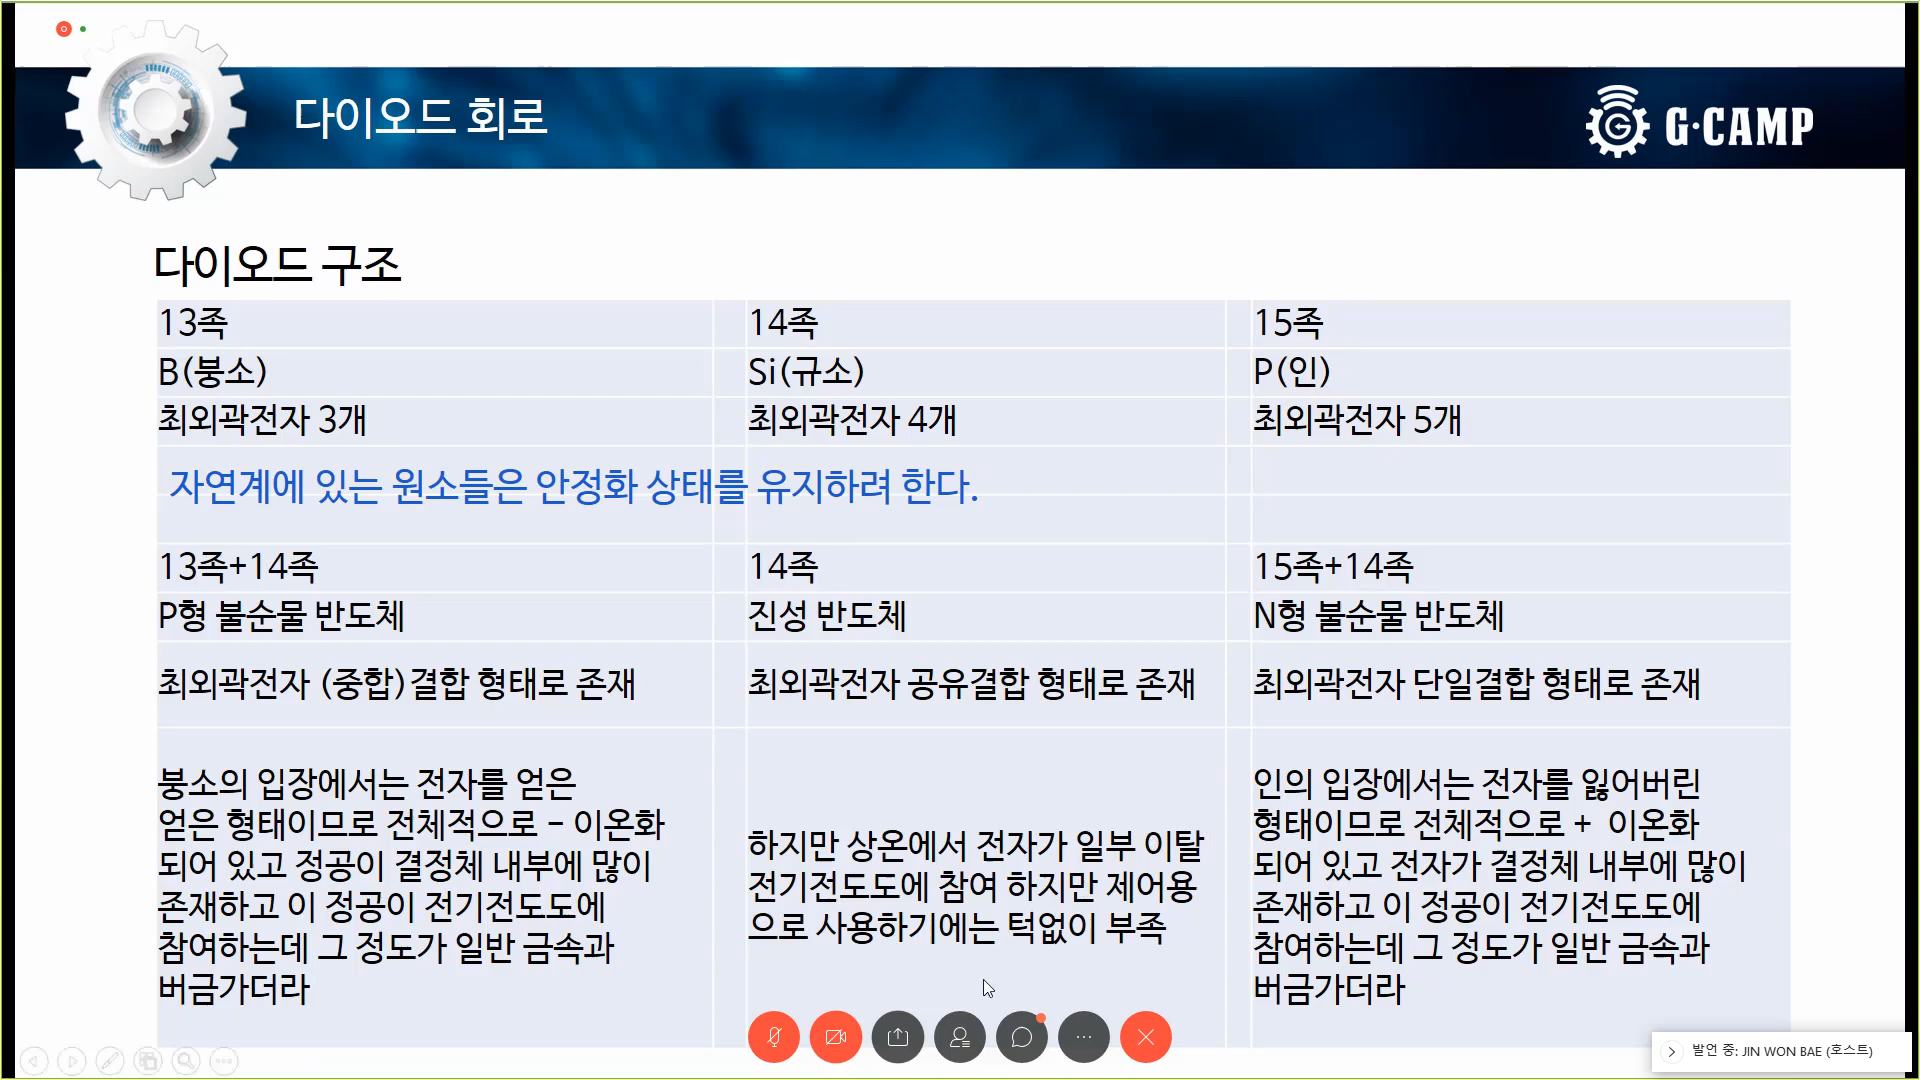 다이오드 회로
G·CAMP
다이오드 구조
13족
14족
15족
B(붕소)
Si(규소)
P(인)
최외곽전자 3개
최외곽전자 4개
최외곽전자 5개
자연계에 있는 원소들은 안정화 상태를 유지하려 한다.
13족+14족
14족
15족+14족
P형 불순물 반도체
진성 반도체
N형 불순물 반도체
최외곽전자 (중합)결합 형태로 존재
최외곽전자 공유결합 형태로 존재
최외곽전자 단일결합 형태로 존재
붕소의 입장에서는 전자를 얻은
얻은 형태이므로 전체적으로 – 이온화
되어 있고 정공이 결정체 내부에 많이
존재하고 이 정공이 전기전도도에
참여하는데 그 정도가 일반 금속과
버금가더라
하지만 상온에서 전자가 일부 이탈
전기전도도에 참여 하지만 제어용
으로 사용하기에는 턱없이 부족
인의 입장에서는 전자를 잃어버린
형태이므로 전체적으로 + 이온화
되어 있고 전자가 결정체 내부에 많이
존재하고 이 정공이 전기전도도에
참여하는데 그 정도가 일반 금속과
버금가더라
발언 중: JIN WON BAE (호스트)